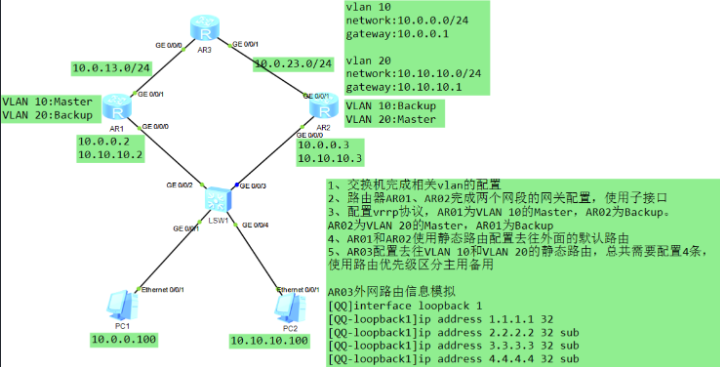 vlan 10
network:10.0.0.0/24
gateway:10.0.0.1
vlan 20
network:10.10.10.0/24
gateway:10.10.10.1
AR3
GE 0/0/0
GE 0/0/1
10.0.13.0/24
10.0.23.0/24
VLAN 10:Master
VLAN 20:Backup
GE 0/0/1
AR1
GE 0/0/0
10.0.0.2
10.10.10.2
GE 0/0/1
AR2
GE 0/0/0
VLAN 10:Backup
VLAN 20:Master
10.0.0.3
10.10.10.3
GE 0/0/2
GE 0/0/3
LSW1
GE 0/0/1
GE 0/0/4
Ethernet 0/0/1
PC1
10.0.0.100
Ethernet 0/0/1
PC2
10.10.10.100
1、交换机完成相关vlan的配置
2、路由器AR01、AR02完成两个网段的网关配置，使用子接口
3、配置vrrp协议，AR01为VLAN 10的Master，AR02为Backup。
AR02为VLAN 20的Master，AR01为Backup
4、AR01和AR02使用静态路由配置去往外面的默认路由
5、AR03配置去往VLAN 10和VLAN 20的静态路由，总共需要配置4条，
使用路由优先级区分主用备用
AR03外网路由信息模拟
[QQ]interface loopback 1
[QQ-loopback1]ip address 1.1.1.1 32
[QQ-loopback1]ip address 2.2.2.2 32 sub
[QQ-loopback1]ip address 3.3.3.3 32 sub
[QQ-loopback1]ip address 4.4.4.4 32 sub